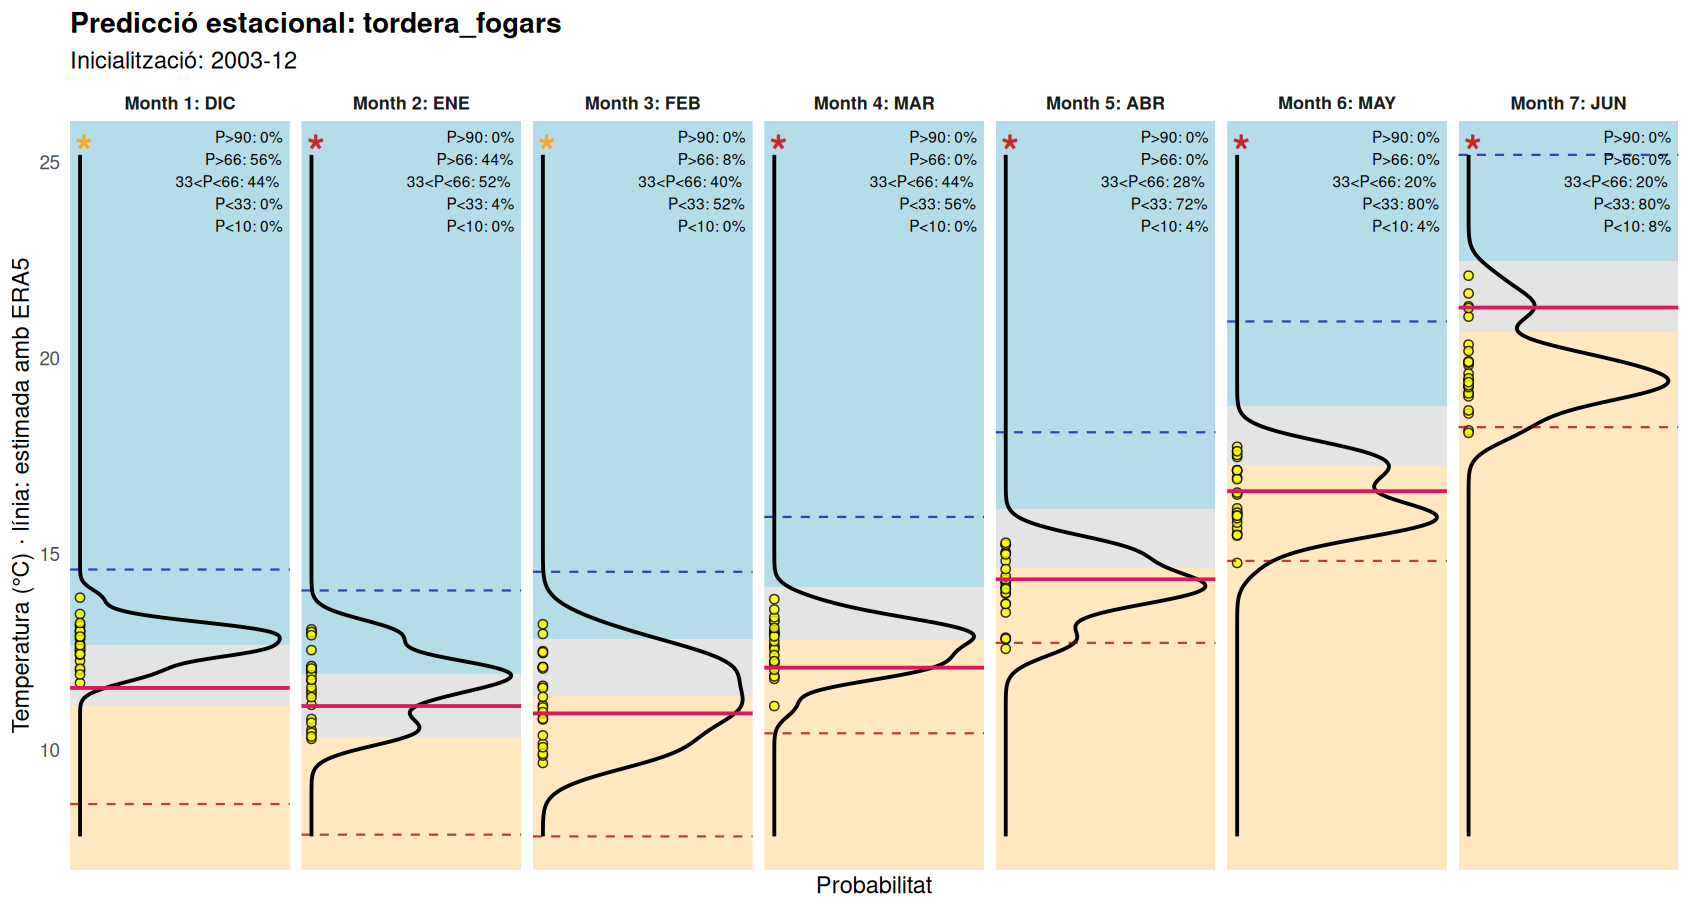 Predicció estacional: tordera_fogars
Inicialització: 2003-12
Month 1: DIC
Month 2: ENE
Month 3: FEB
Month 4: MAR
Month 5: ABR
Month 6: MAY
Month 7: JUN
*
P>90: 0%
P>66: 56%
33<P<66: 44%
P<33: 0%
P<10: 0%
*
P>90: 0%
P>66: 44%
33<P<66: 52%
P<33: 4%
P<10: 0%
*
P>90: 0%
P>66: 8%
33<P<66: 40%
P<33: 52%
P<10: 0%
*
P>90: 0%
P>66: 0%
33<P<66: 44%
P<33: 56%
P<10: 0%
*
P>90: 0%
P>66: 0%
33<P<66: 28%
P<33: 72%
P<10: 4%
*
P>90: 0%
P>66: 0%
33<P<66: 20%
P<33: 80%
P<10: 4%
*
P>90: 0%
P>66: 0%
33<P<66: 20%
P<33: 80%
P<10: 8%
25
20
15
10
Temperatura (°C) · línia: estimada amb ERA5
Probabilitat